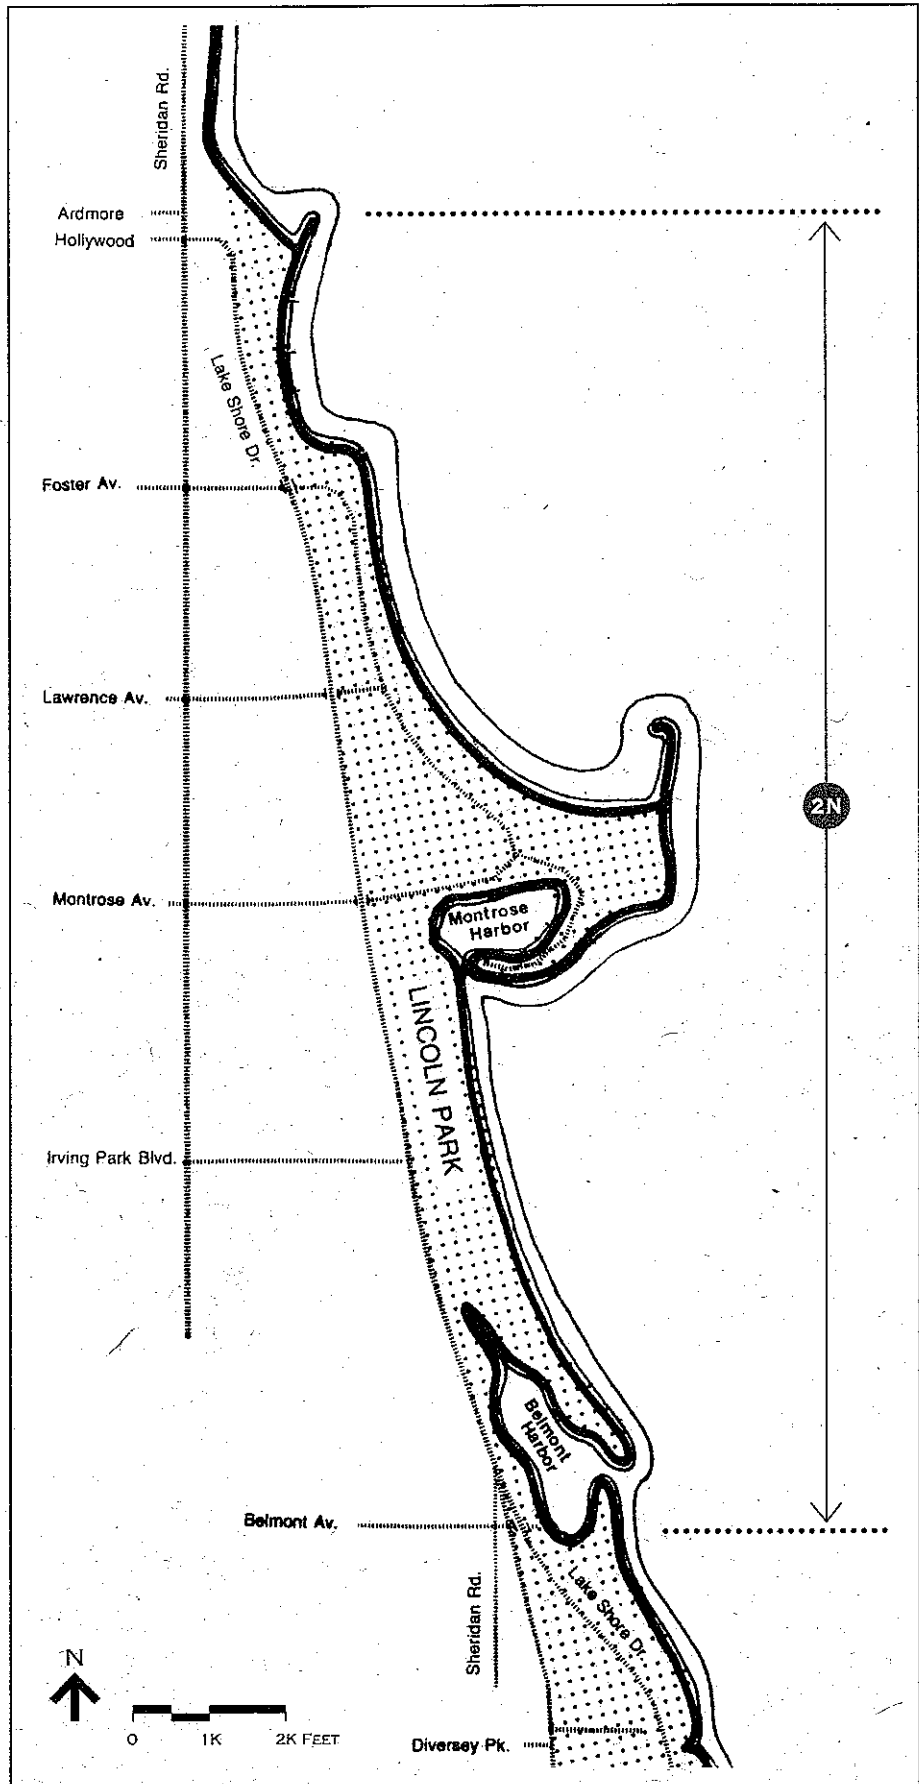 Sheridan Rd.
Ardmore
Hollywood
Lake Shore Dr.
Foster Av.
Lawrence Av.
2N
Montrose Av.
Montrose
Harbor
LINCOLN PARK
Irving Park Blvd.
Belmont
Harbor
Belmont Av.
Lake Shore Dr.
Sheridan Rd.
N
0 1K 2K FEET
Diversey Pk.